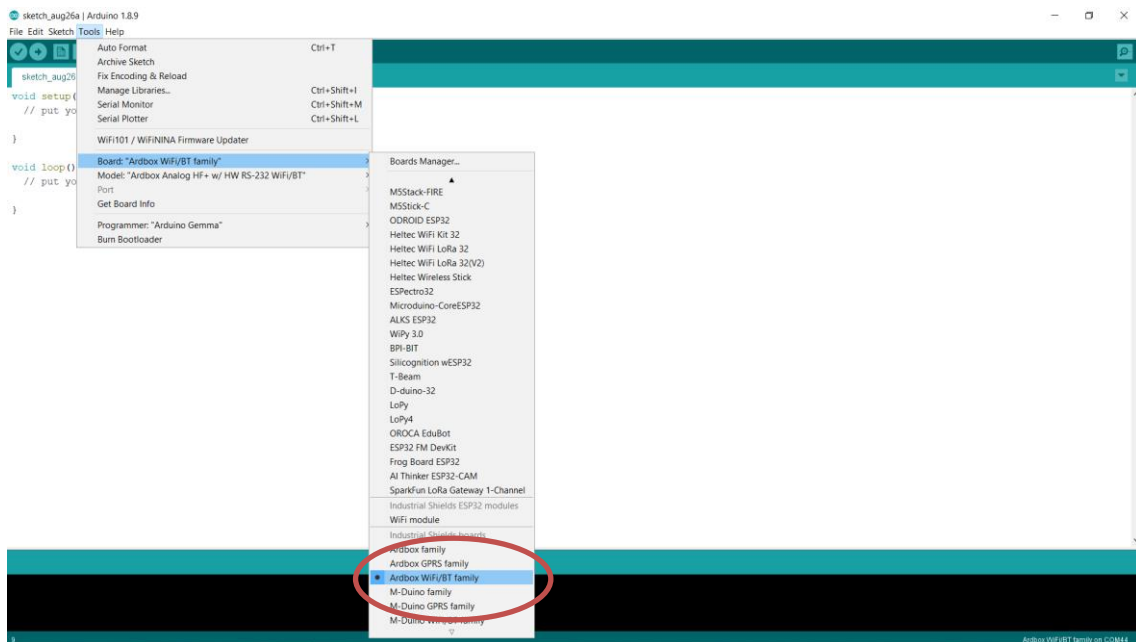 sketch_aug26a | Arduino 1.8.9
File Edit Sketch Tools Help
sketch_aug26
void setup(
// put yo
}
void loop()
// put yo
}
Auto Format Ctrl+T
Archive Sketch
Fix Encoding & Reload
Manage Libraries... Ctrl+Shift+I
Serial Monitor Ctrl+Shift+M
Serial Plotter Ctrl+Shift+L
WiFi101 / WiFiNINA Firmware Updater
Board: "Ardbox WiFi/BT family"
Model: "Ardbox Analog HF+ w/ HW RS-232 WiFi/BT"
Port
Get Board Info
Programmer: "Arduino Gemma"
Burn Bootloader
Boards Manager...
M5Stack-FIRE
M5Stick-C
ODROID ESP32
Heltec WiFi Kit 32
Heltec WiFi LoRa 32
Heltec WiFi LoRa 32(V2)
Heltec Wireless Stick
ESPectro32
Microduino-CoreESP32
ALKS ESP32
WiPy 3.0
BPI-BIT
Silicognition wESP32
T-Beam
D-duino-32
LoPy
LoPy4
OROCA EduBot
ESP32 FM DevKit
Frog Board ESP32
AI Thinker ESP32-CAM
SparkFun LoRa Gateway 1-Channel
Industrial Shields ESP32 modules
WiFi module
Industrial Shields boards
Ardbox family
Ardbox GPRS family
Ardbox WiFi/BT family
M-Duino family
M-Duino GPRS family
M-Duino WiFi/BT family
9 Ardbox WiFi/BT family on COM44